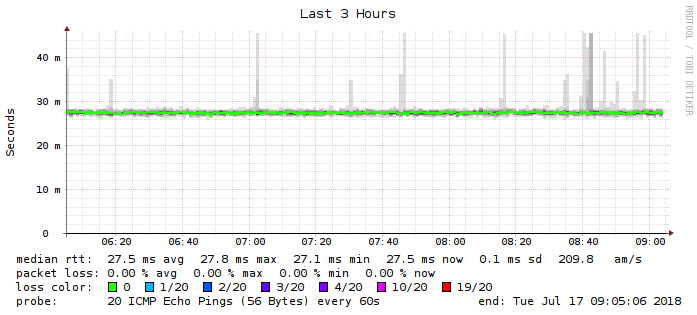 Last 3 Hours
RRDTOOL / TOBI OETIKER
Seconds
40 m
30 m
20 m
10 m
0
06:20 06:40 07:00 07:20 07:40 08:00 08:20 08:40 09:00
median rtt: 27.5 ms avg 27.8 ms max 27.1 ms min 27.5 ms now 0.1 ms sd 209.8 am/s
packet loss: 0.00 % avg 0.00 % max 0.00 % min 0.00 % now
loss color: 0 1/20 2/20 3/20 4/20 10/20 19/20
probe: 20 ICMP Echo Pings (56 Bytes) every 60s end: Tue Jul 17 09:05:06 2018